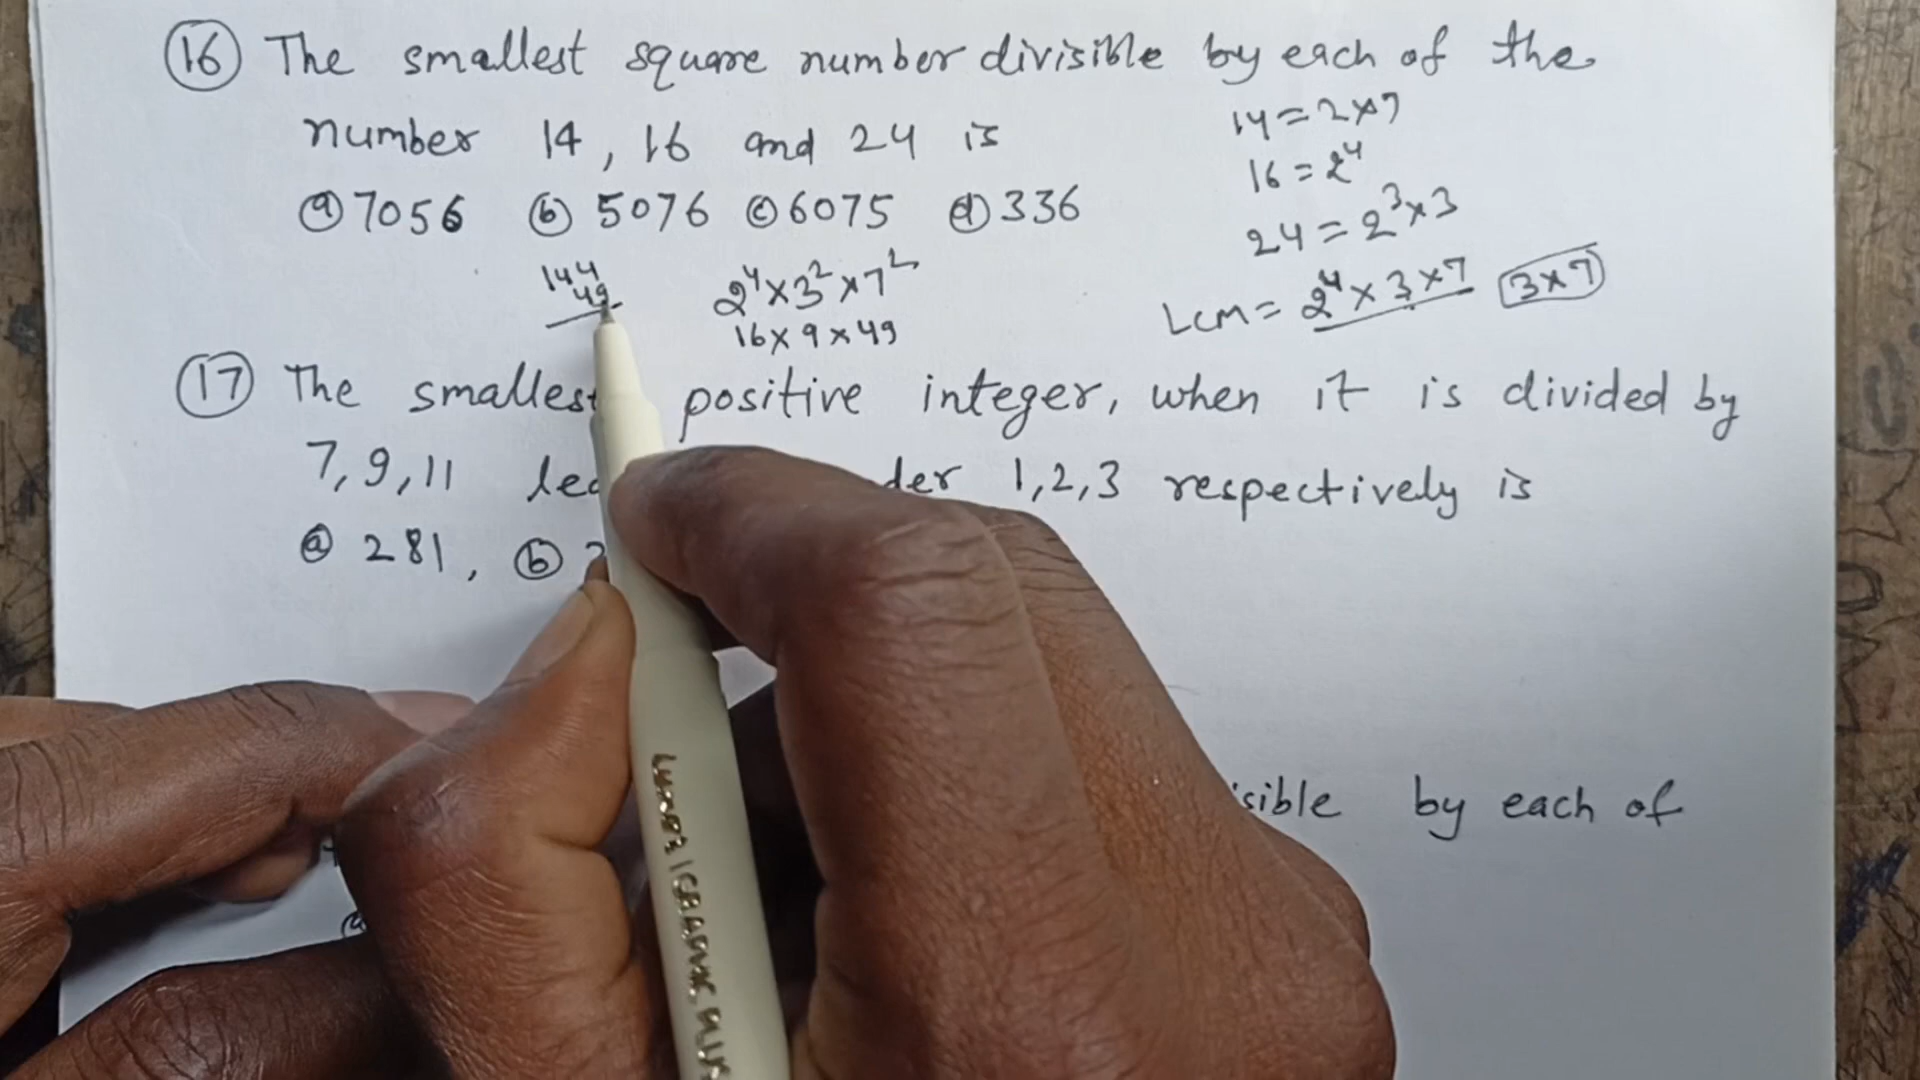 16 The smallest square number divisible by each of the
number 14, 16 and 24 is
a 7056 b 5076 c 6075 d 336
14 = 2×7
16 = 2⁴
24 = 2³×3
LCM = 2⁴×3×7 3×7
2⁴×3²×7²
16×9×49
144
49
17 The smallest positive integer, when it is divided by
7, 9, 11 der 1,2,3 respectively is
a 281, b
by each of